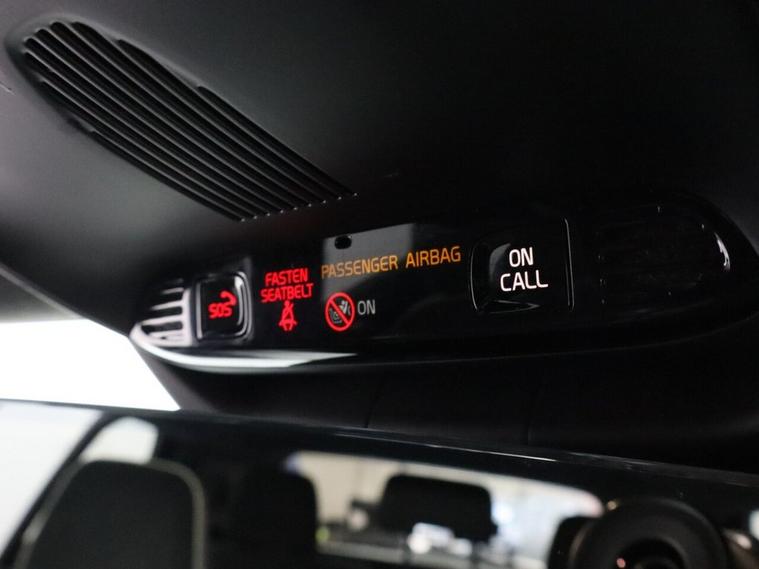 SOS
FASTEN
SEATBELT
PASSENGER AIRBAG
ON
ON
CALL